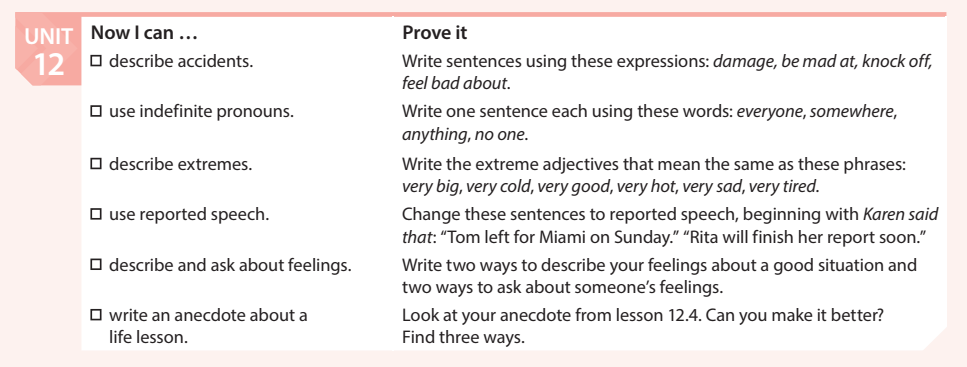 UNIT
12
Now I can … Prove it
☐ describe accidents. Write sentences using these expressions: damage, be mad at, knock off,
feel bad about.
☐ use indefinite pronouns. Write one sentence each using these words: everyone, somewhere,
anything, no one.
☐ describe extremes. Write the extreme adjectives that mean the same as these phrases:
very big, very cold, very good, very hot, very sad, very tired.
☐ use reported speech. Change these sentences to reported speech, beginning with Karen said
that: “Tom left for Miami on Sunday.” “Rita will finish her report soon.”
☐ describe and ask about feelings. Write two ways to describe your feelings about a good situation and
two ways to ask about someone’s feelings.
☐ write an anecdote about a Look at your anecdote from lesson 12.4. Can you make it better?
life lesson. Find three ways.